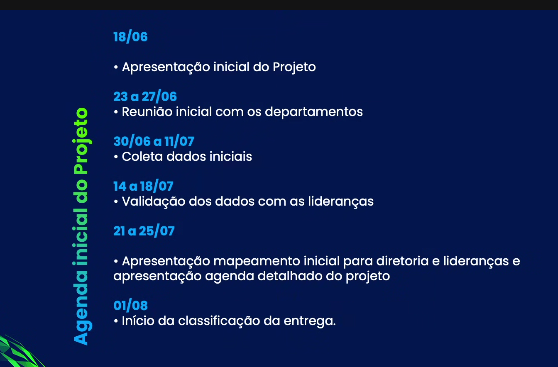 Agenda inicial do Projeto
18/06
• Apresentação inicial do Projeto
23 a 27/06
• Reunião inicial com os departamentos
30/06 a 11/07
• Coleta dados iniciais
14 a 18/07
• Validação dos dados com as lideranças
21 a 25/07
• Apresentação mapeamento inicial para diretoria e lideranças e
apresentação agenda detalhado do projeto
01/08
• Início da classificação da entrega.